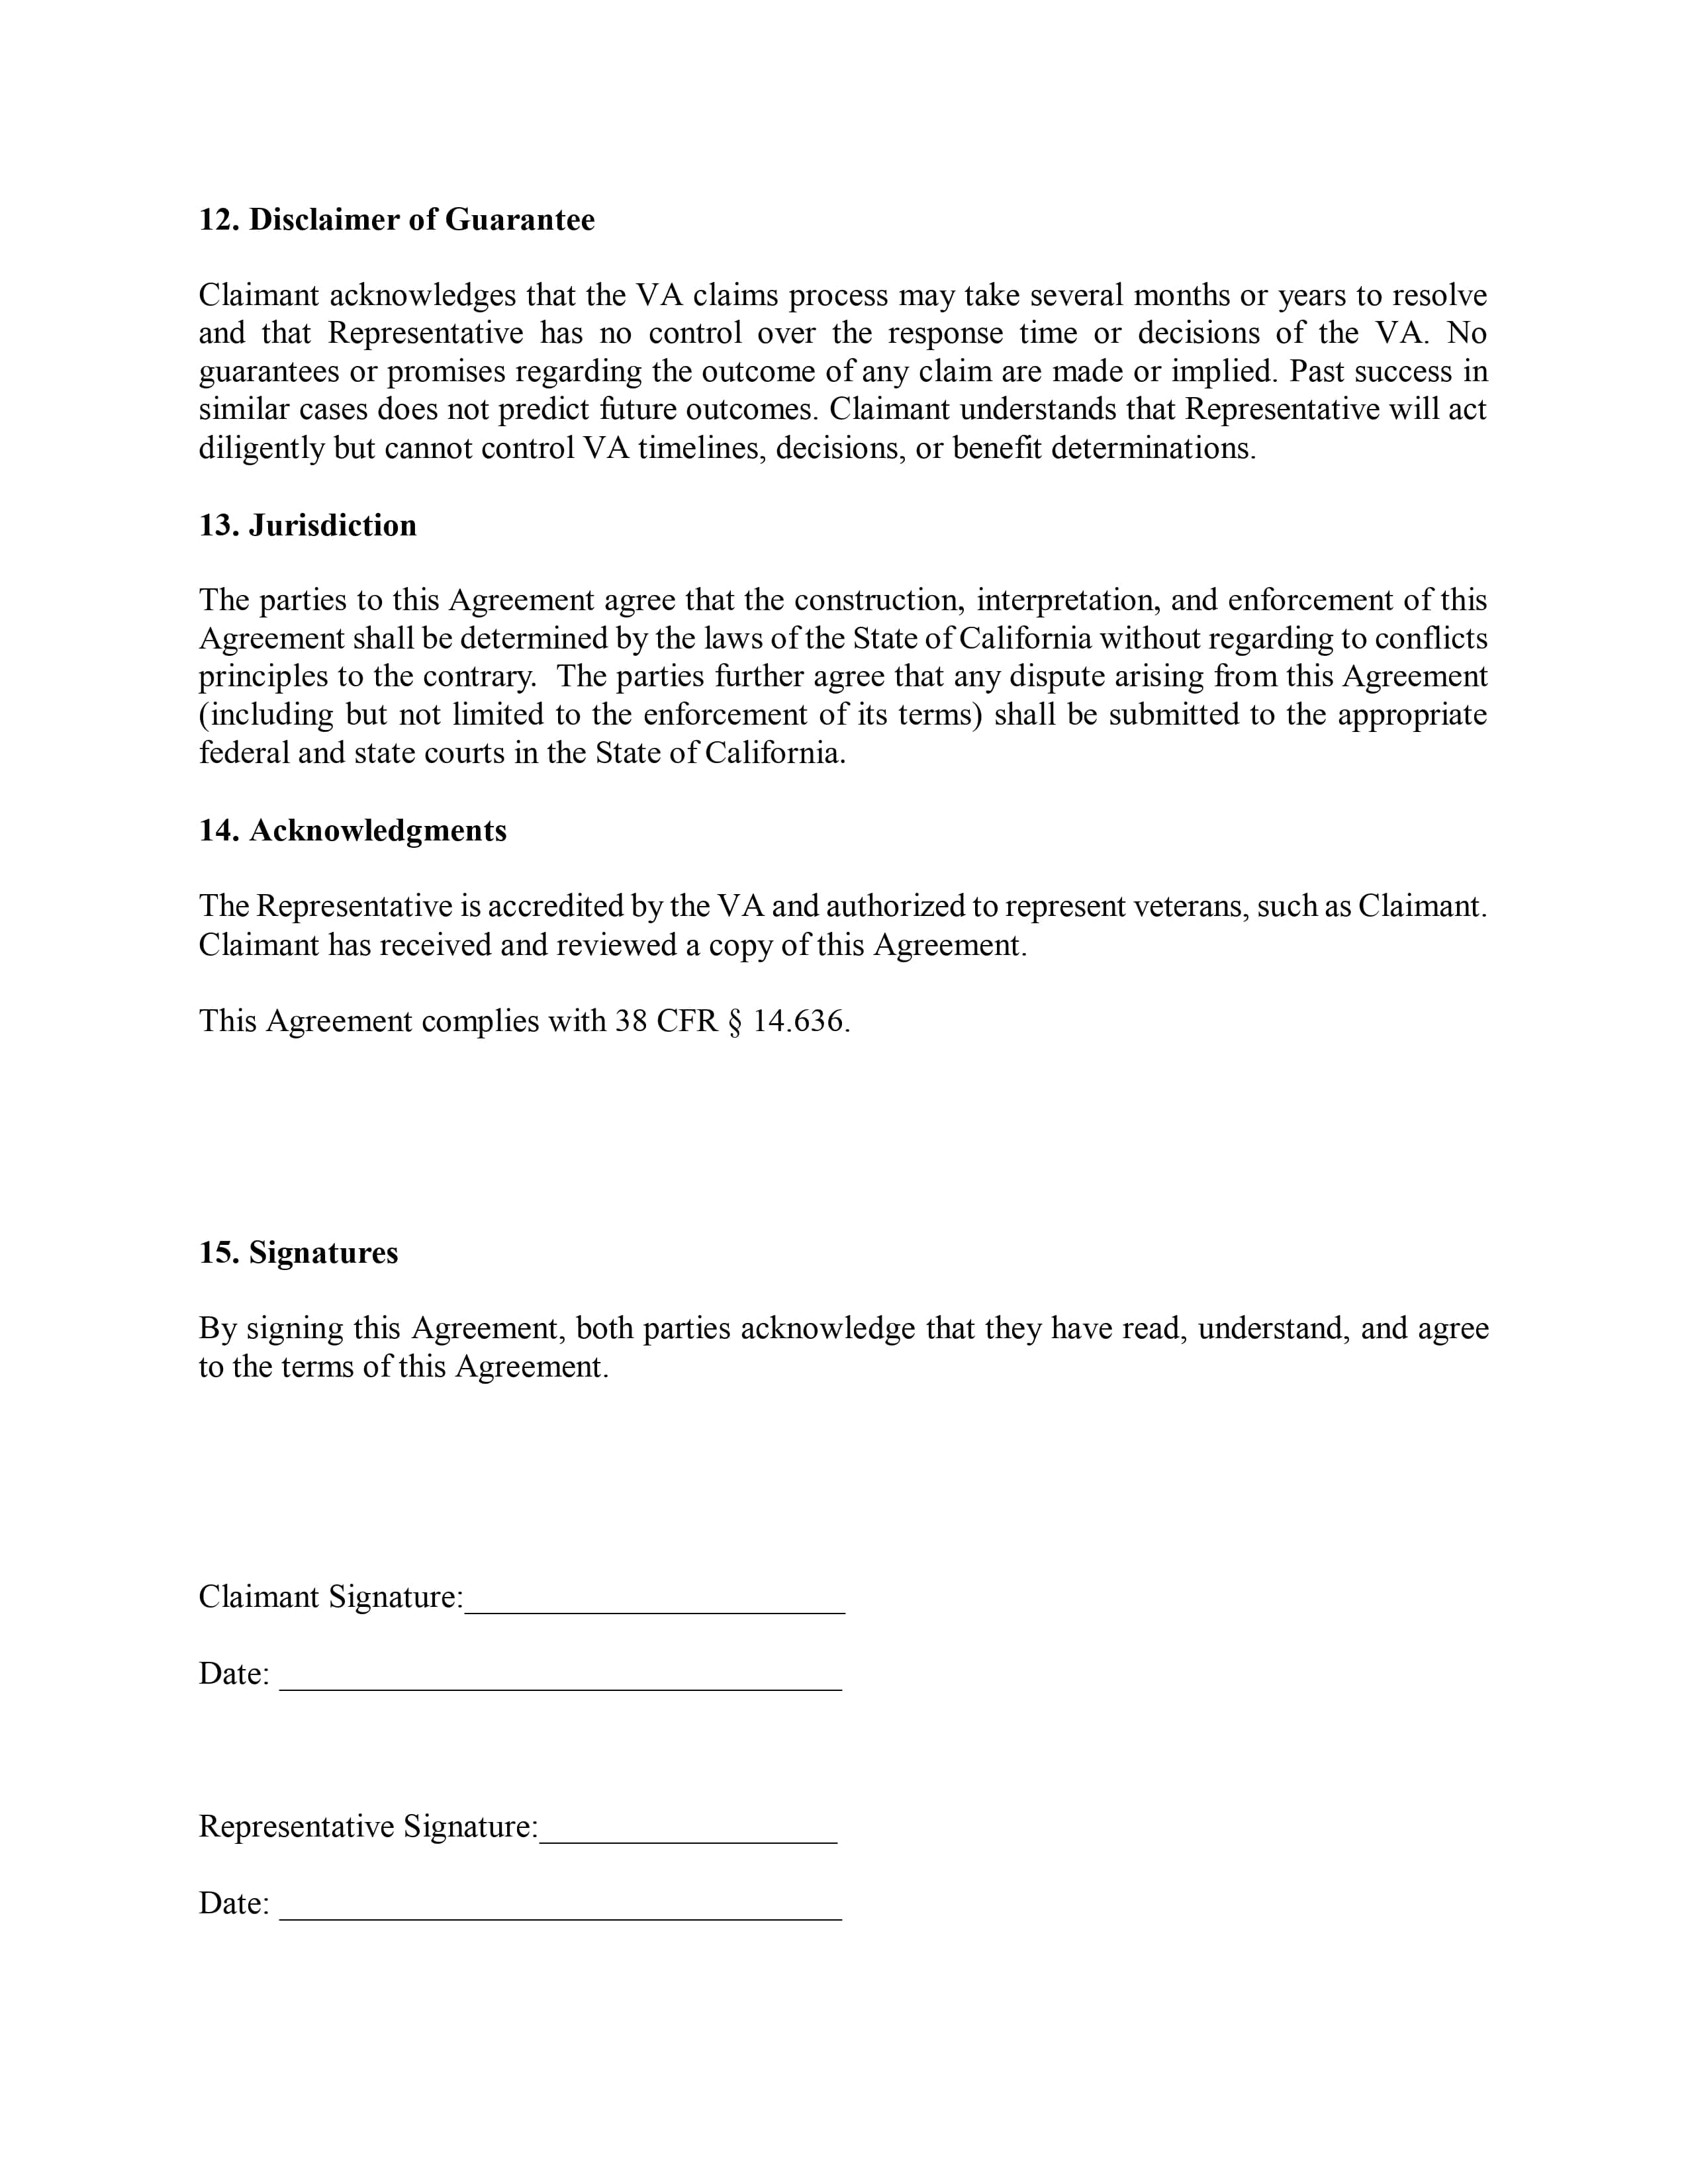 12. Disclaimer of Guarantee
Claimant acknowledges that the VA claims process may take several months or years to resolve
and that Representative has no control over the response time or decisions of the VA. No
guarantees or promises regarding the outcome of any claim are made or implied. Past success in
similar cases does not predict future outcomes. Claimant understands that Representative will act
diligently but cannot control VA timelines, decisions, or benefit determinations.
13. Jurisdiction
The parties to this Agreement agree that the construction, interpretation, and enforcement of this
Agreement shall be determined by the laws of the State of California without regarding to conflicts
principles to the contrary.  The parties further agree that any dispute arising from this Agreement
(including but not limited to the enforcement of its terms) shall be submitted to the appropriate
federal and state courts in the State of California.
14. Acknowledgments
The Representative is accredited by the VA and authorized to represent veterans, such as Claimant.
Claimant has received and reviewed a copy of this Agreement.
This Agreement complies with 38 CFR § 14.636.
15. Signatures
By signing this Agreement, both parties acknowledge that they have read, understand, and agree
to the terms of this Agreement.
Claimant Signature:_______________________
Date: __________________________________
Representative Signature:__________________
Date: __________________________________